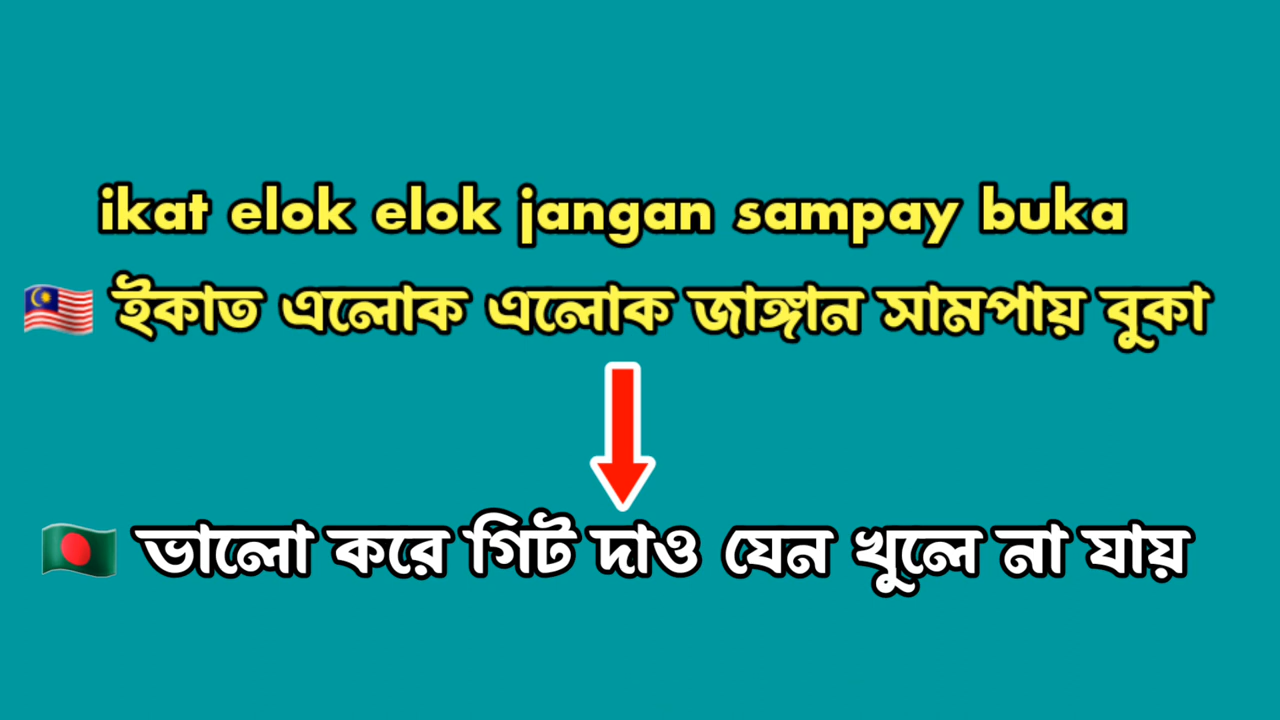 ikat elok elok jangan sampay buka
ইকাত এলোক এলোক জাঙ্গান সামপায় বুকা
ভালো করে গিট দাও যেন খুলে না যায়